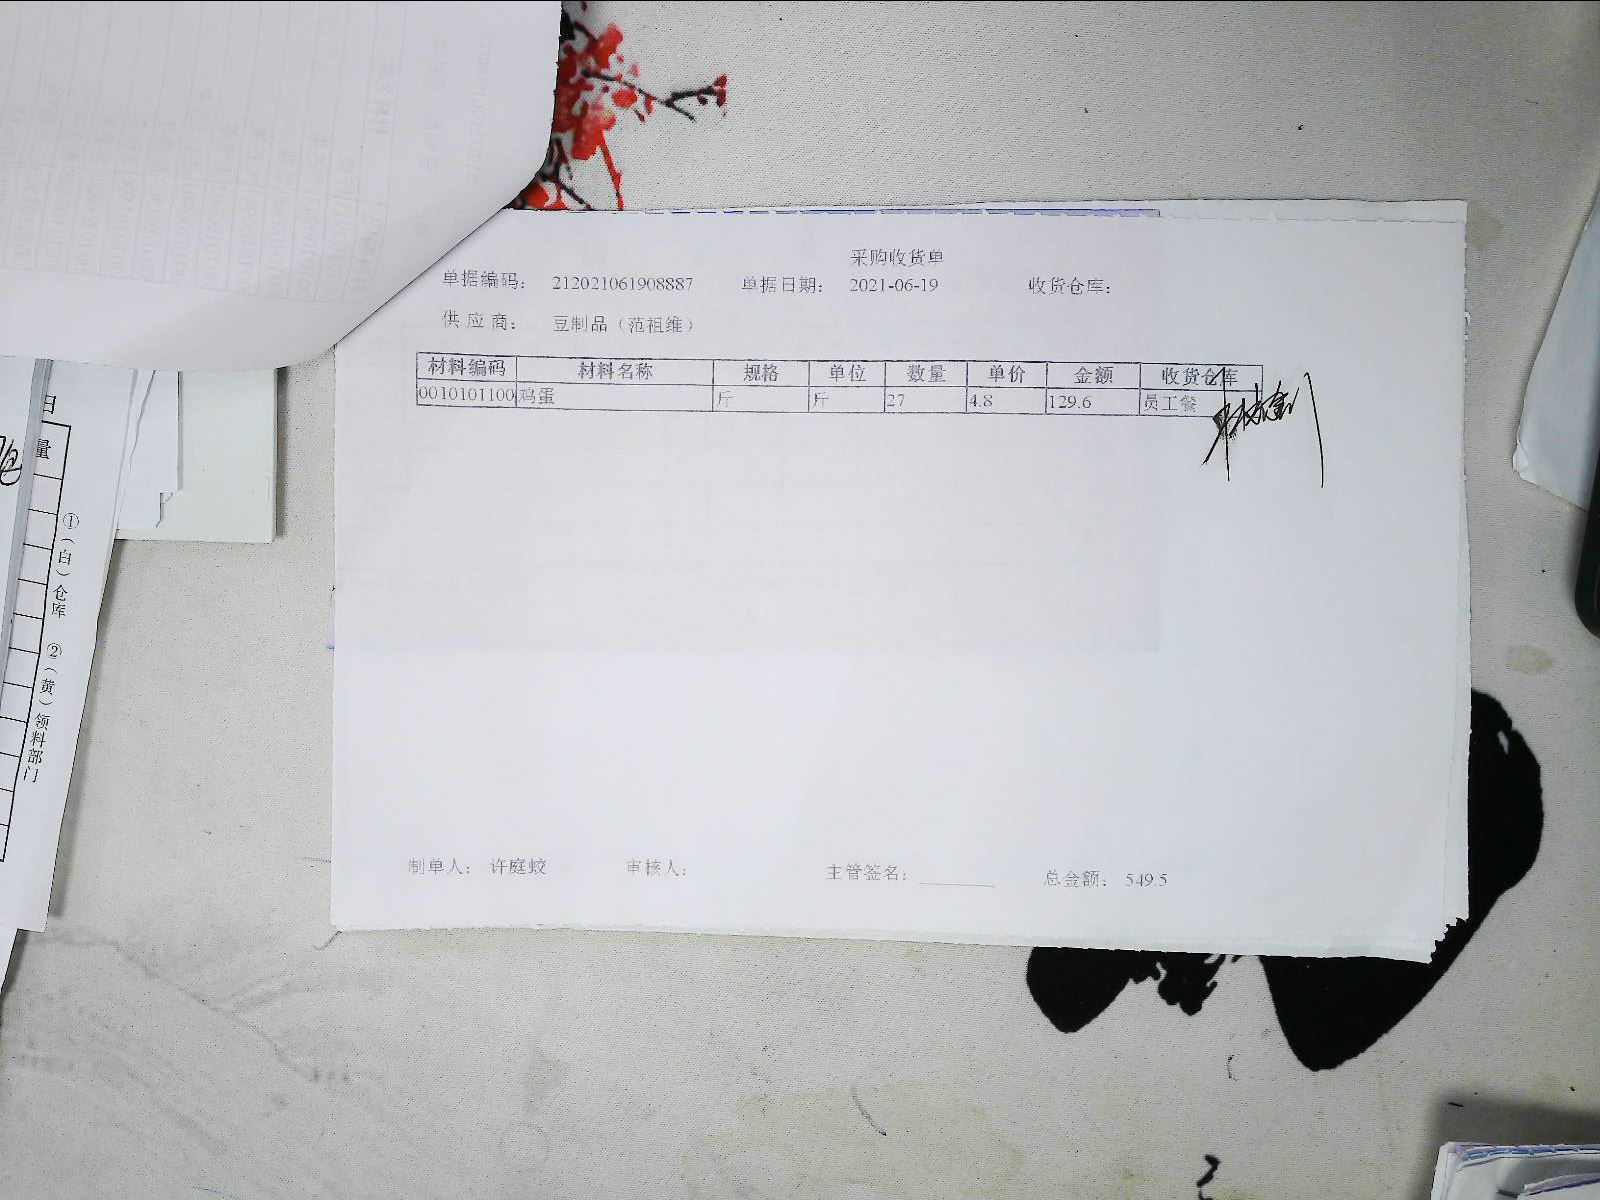 采购收货单
单据编码: 212021061908887 单据日期: 2021-06-19 收货仓库:
供应商: 豆制品（范祖维）
材料编码 材料名称 规格 单位 数量 单价 金额 收货仓库
0010101100 鸡蛋 斤 斤 27 4.8 129.6 员工餐
制单人: 许庭蛟 审核人: 主管签名: 总金额: 549.5
日
量
①(白)仓库 ②(黄)领料部门